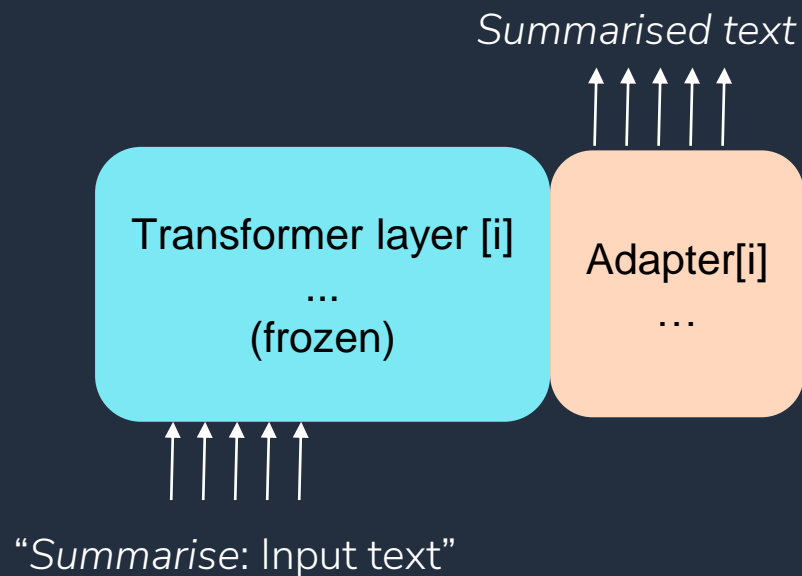 Summarised text
Transformer layer [i]
...
(frozen)
Adapter[i]
…
“Summarise: Input text”